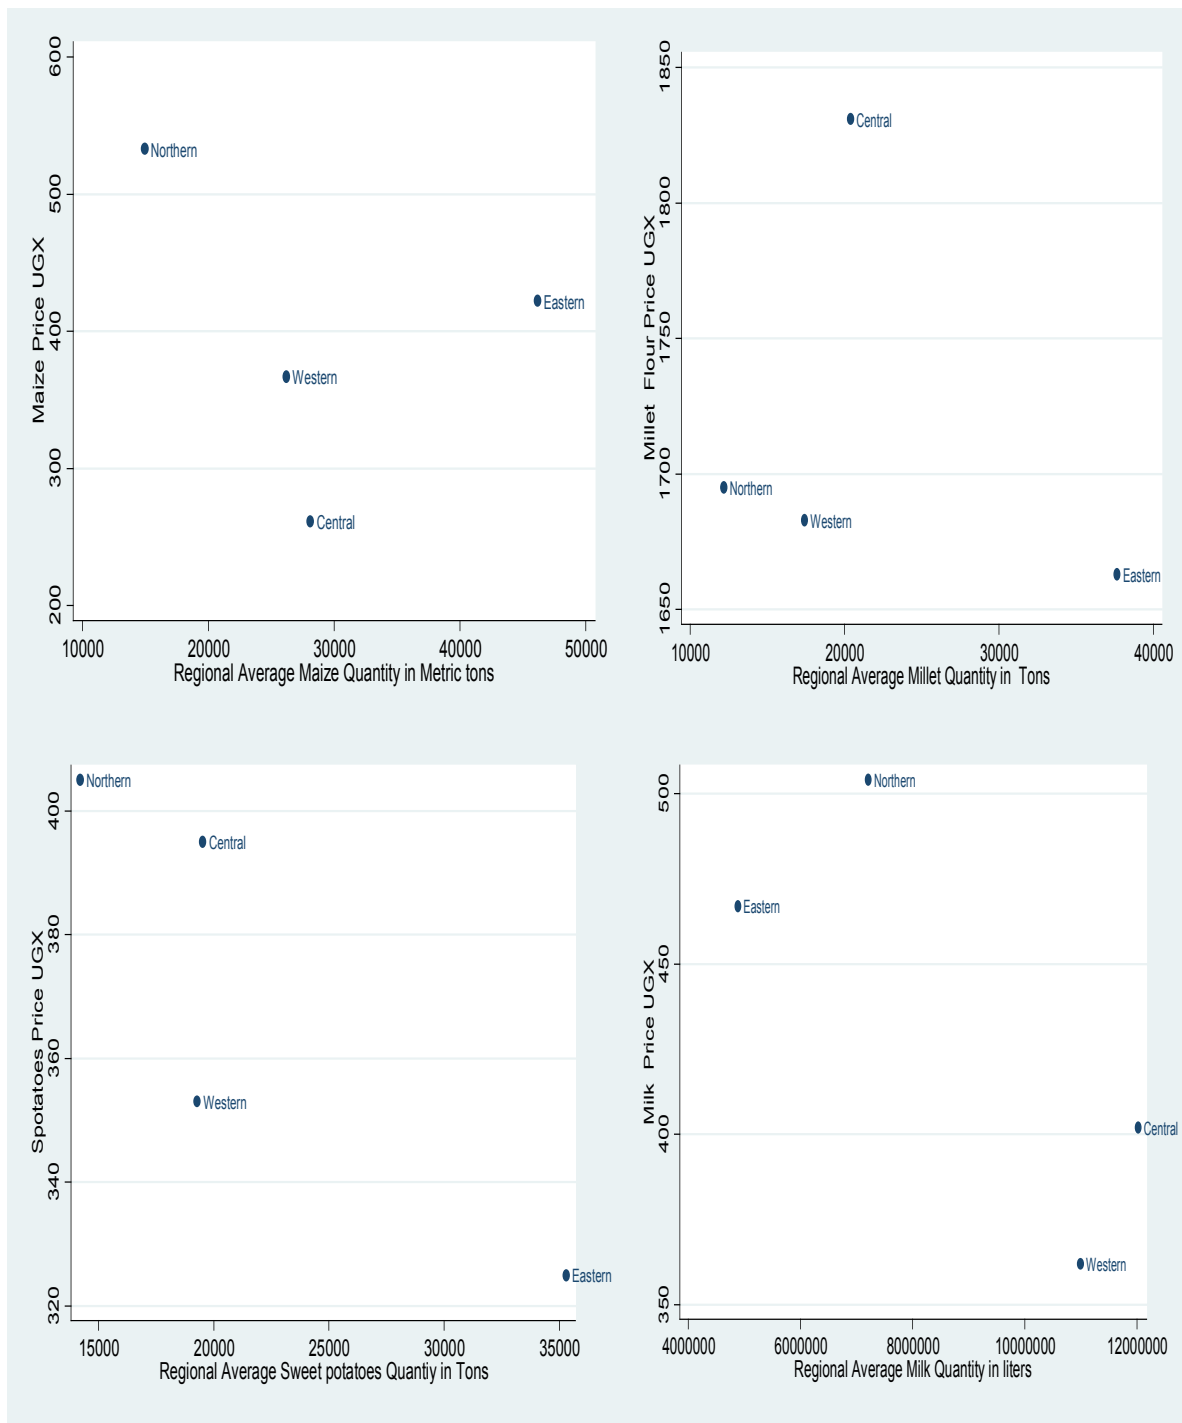 Maize Price UGX
600
500
400
300
200
Northern
Eastern
Western
Central
10000 20000 30000 40000 50000
Regional Average Maize Quantity in Metric tons
Millet Flour Price UGX
1850
1800
1750
1700
1650
Central
Northern
Western
Eastern
10000 20000 30000 40000
Regional Average Millet Quantity in Tons
Spotatoes Price UGX
400
380
360
340
320
Northern
Central
Western
Eastern
15000 20000 25000 30000 35000
Regional Average Sweet potatoes Quantiy in Tons
Milk Price UGX
500
450
400
350
Northern
Eastern
Central
Western
4000000 6000000 8000000 10000000 12000000
Regional Average Milk Quantity in liters